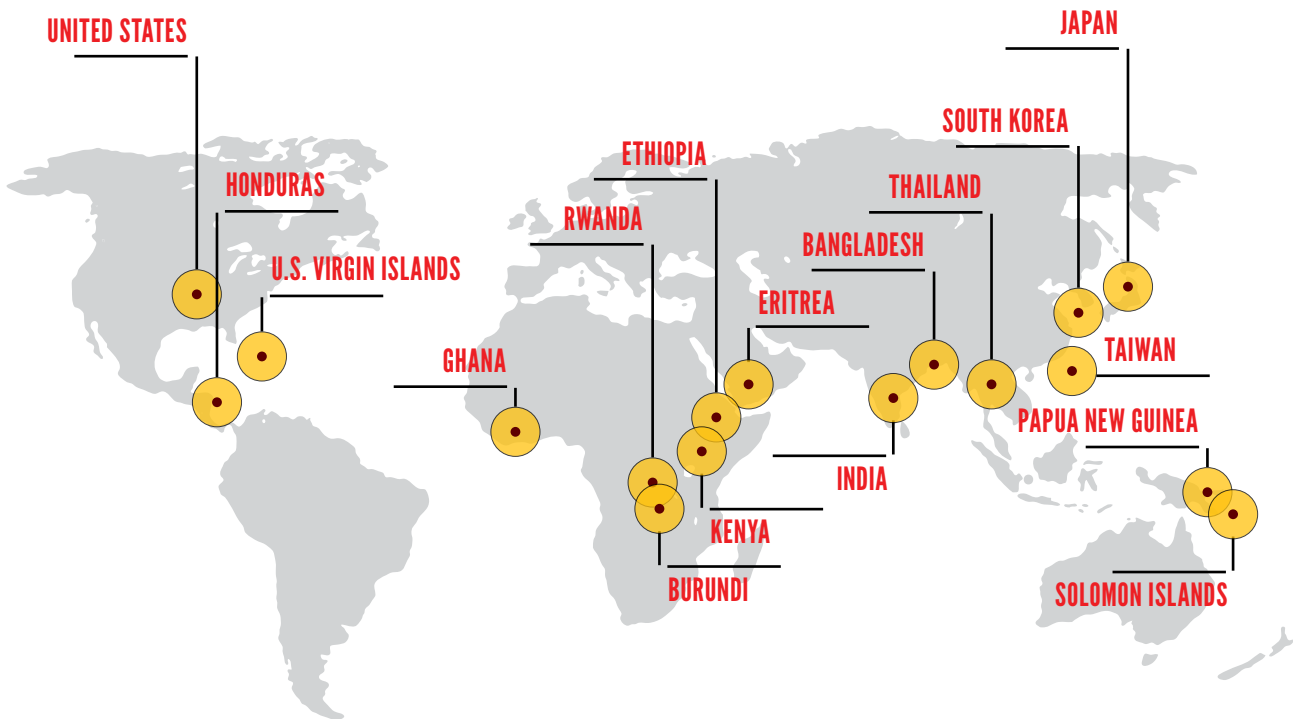 UNITED STATES
JAPAN
SOUTH KOREA
ETHIOPIA
HONDURAS
THAILAND
RWANDA
BANGLADESH
U.S. VIRGIN ISLANDS
ERITREA
GHANA
TAIWAN
PAPUA NEW GUINEA
INDIA
KENYA
BURUNDI
SOLOMON ISLANDS